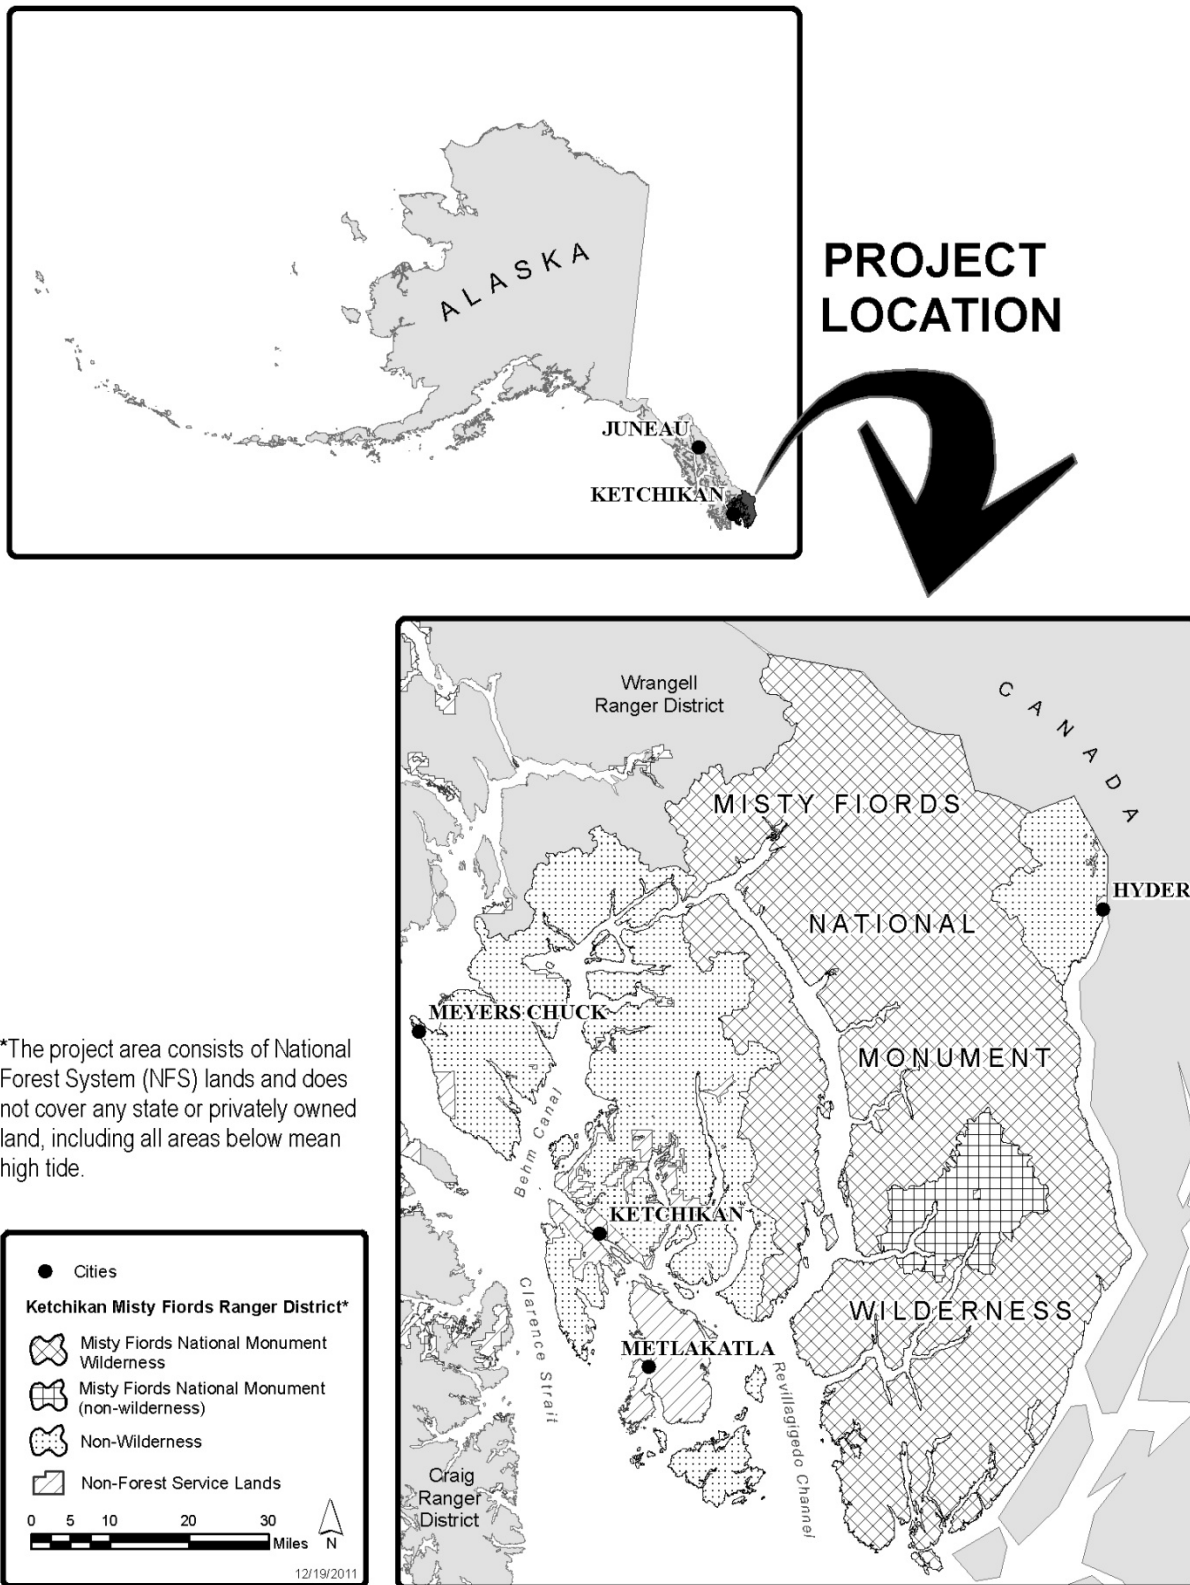 ALASKA
JUNEAU
KETCHIKAN
PROJECT
LOCATION
Wrangell
Ranger District
CANADA
MISTY FIORDS
HYDER
NATIONAL
MEYERS CHUCK
MONUMENT
Behm Canal
KETCHIKAN
Clarence Strait
WILDERNESS
METLAKATLA
Revillagigedo Channel
Craig
Ranger
District
*The project area consists of National
Forest System (NFS) lands and does
not cover any state or privately owned
land, including all areas below mean
high tide.
Cities
Ketchikan Misty Fiords Ranger District*
Misty Fiords National Monument
Wilderness
Misty Fiords National Monument
(non-wilderness)
Non-Wilderness
Non-Forest Service Lands
0 5 10 20 30
Miles N
12/19/2011